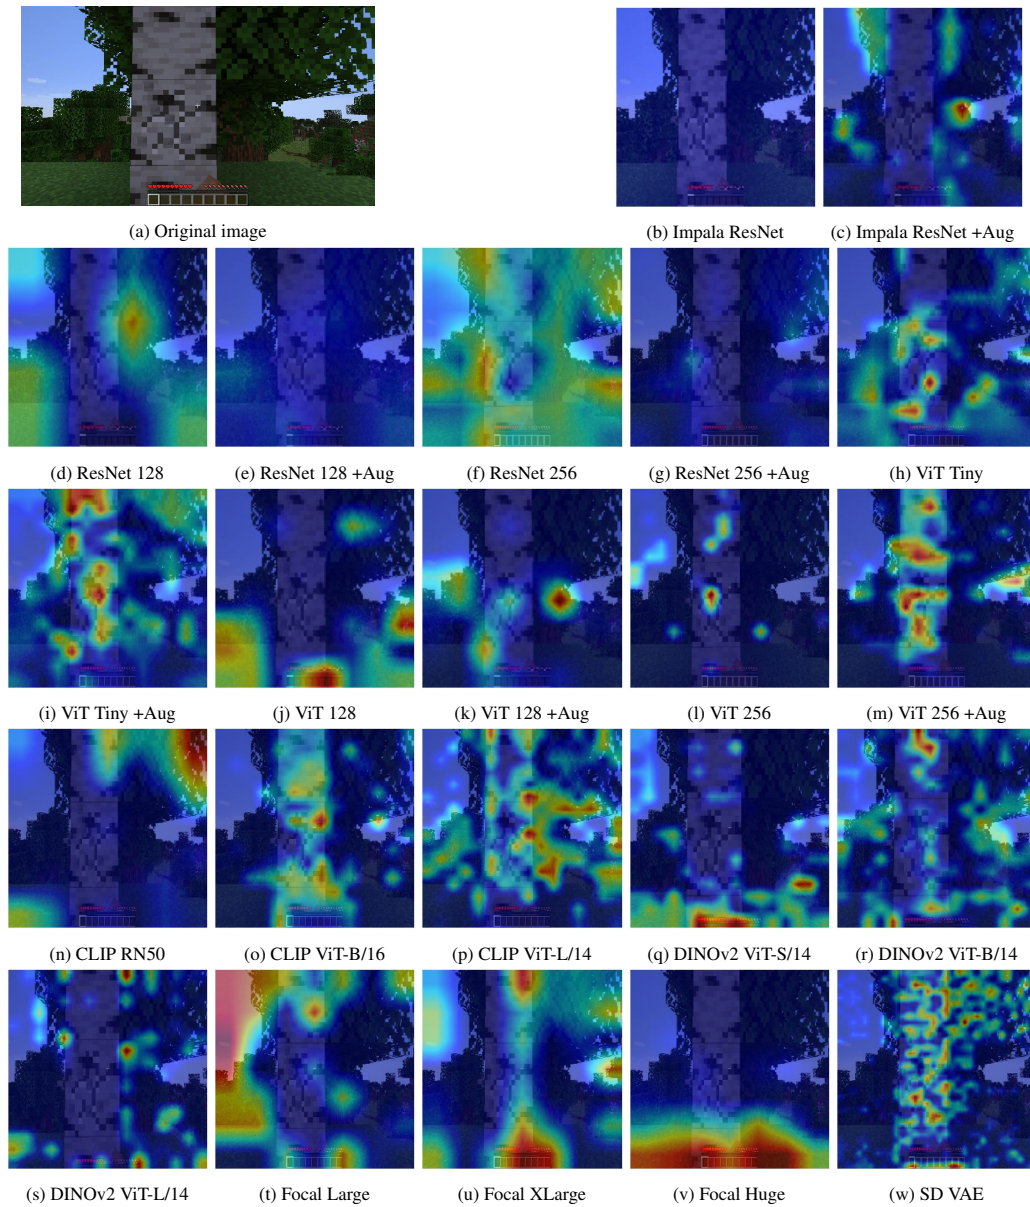 (a) Original image
(b) Impala ResNet
(c) Impala ResNet +Aug
(d) ResNet 128
(e) ResNet 128 +Aug
(f) ResNet 256
(g) ResNet 256 +Aug
(h) ViT Tiny
(i) ViT Tiny +Aug
(j) ViT 128
(k) ViT 128 +Aug
(l) ViT 256
(m) ViT 256 +Aug
(n) CLIP RN50
(o) CLIP ViT-B/16
(p) CLIP ViT-L/14
(q) DINOv2 ViT-S/14
(r) DINOv2 ViT-B/14
(s) DINOv2 ViT-L/14
(t) Focal Large
(u) Focal XLarge
(v) Focal Huge
(w) SD VAE